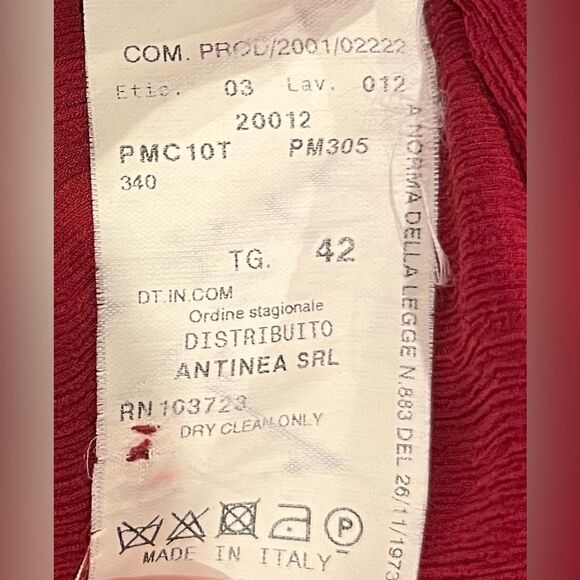 COM. PROD/2001/02222
Etic. 03 Lav. 012
20012
PMC10T PM305
340
TG. 42
DT.IN.COM
Ordine stagionale
DISTRIBUITO
ANTINEA SRL
RN 103723
DRY CLEAN ONLY
P
MADE IN ITALY
A NORMA DELLA LEGGE N.883 DEL 26/11/1973